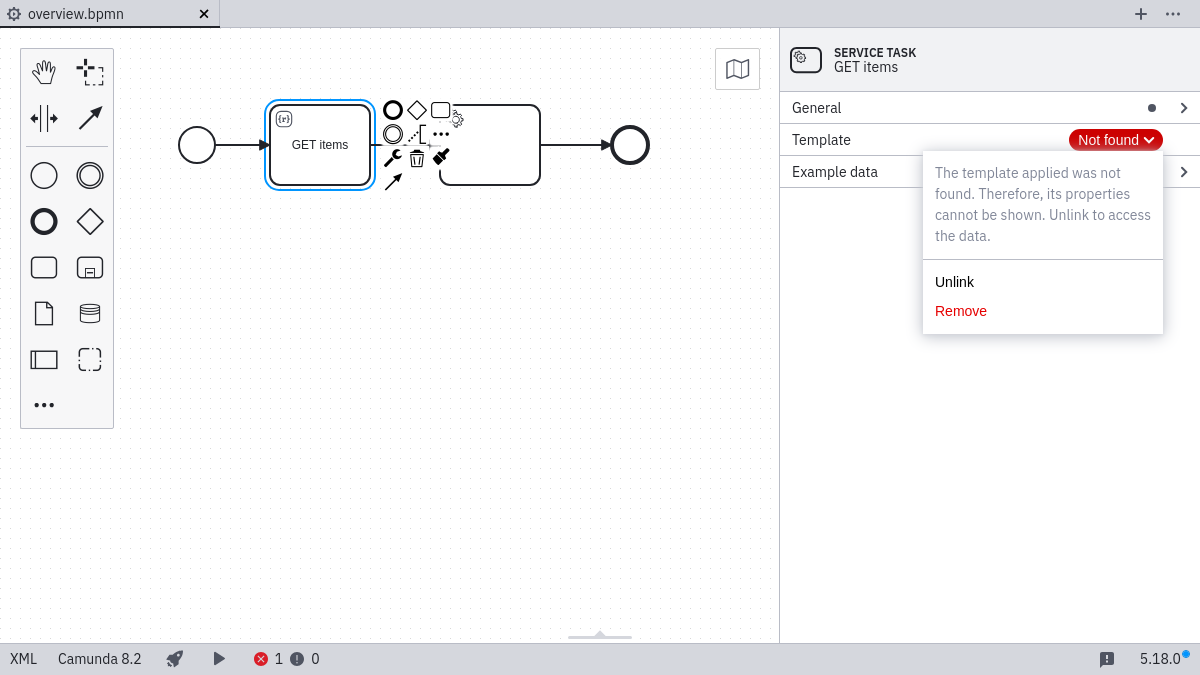 overview.bpmn
SERVICE TASK
GET items
General
Template
Not found
Example data
The template applied was not
found. Therefore, its properties
cannot be shown. Unlink to access
the data.
Unlink
Remove
{r}
GET items
XML
Camunda 8.2
1
0
5.18.0